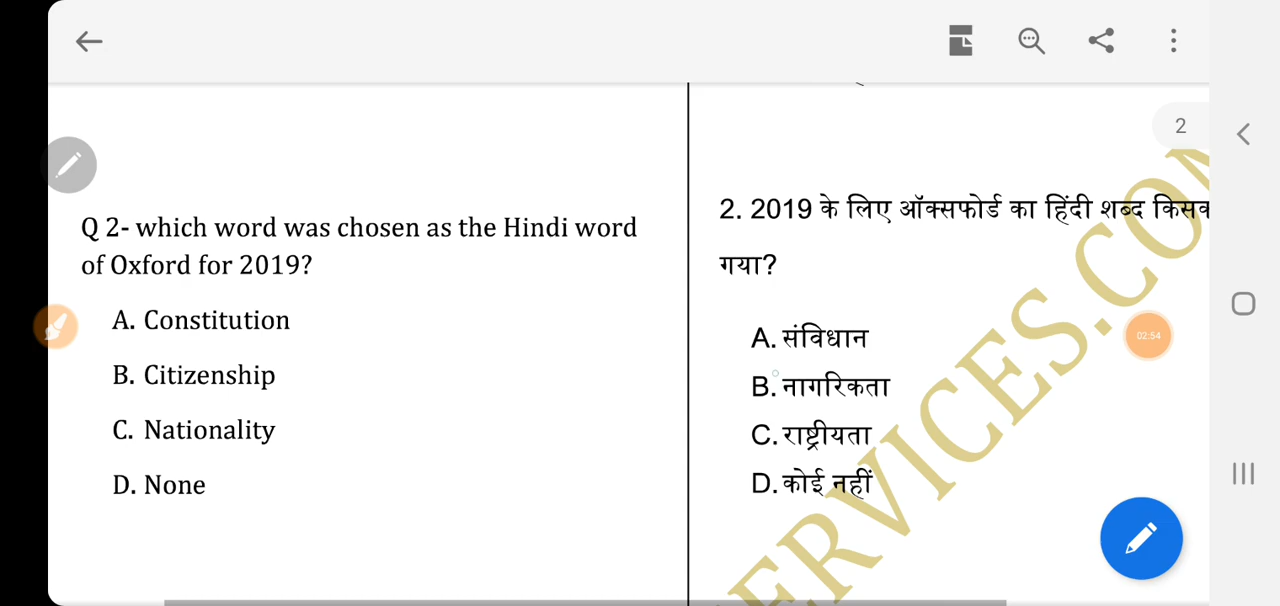 2
Q 2- which word was chosen as the Hindi word
of Oxford for 2019?
A. Constitution
B. Citizenship
C. Nationality
D. None
2. 2019 के लिए ऑक्सफोर्ड का हिंदी शब्द
गया?
A. संविधान
B. नागरिकता
C. राष्ट्रीयता
D. कोई नहीं
02:54
ERVICES.COM